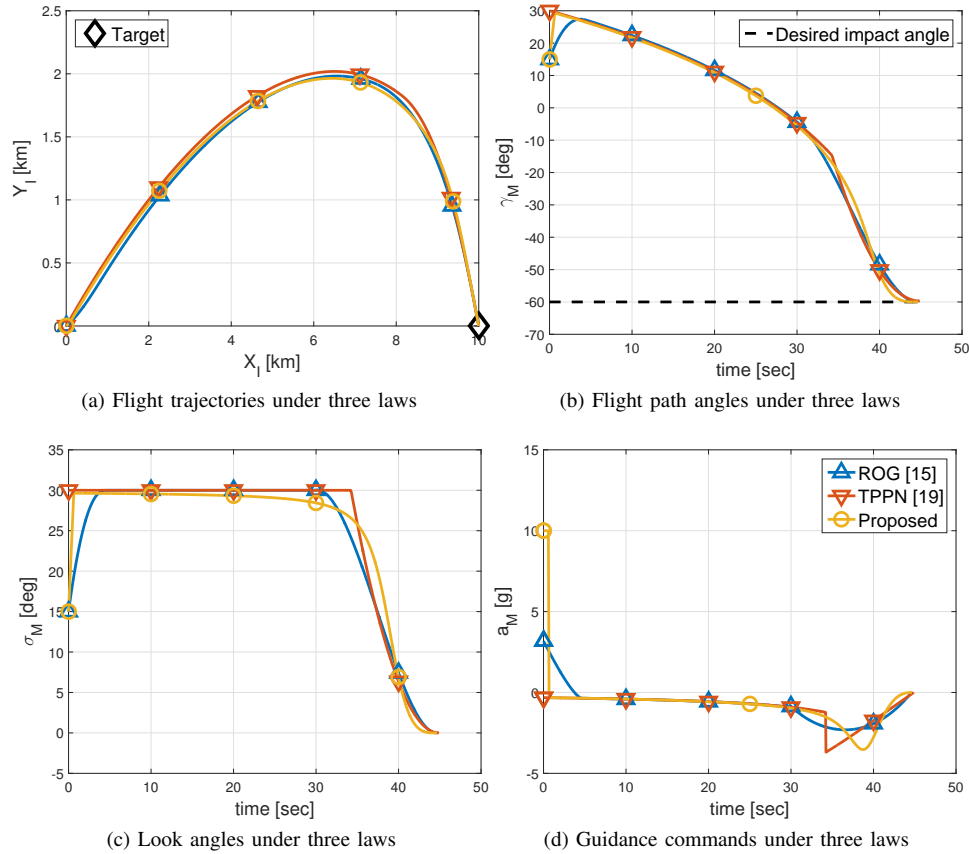 Target
2.5
2
1.5
1
0.5
0
Y_I [km]
0 2 4 6 8 10
X_I [km]
(a) Flight trajectories under three laws
Desired impact angle
30
20
10
0
-10
-20
-30
-40
-50
-60
-70
γ_M [deg]
0 10 20 30 40 50
time [sec]
(b) Flight path angles under three laws
35
30
25
20
15
10
5
0
-5
σ_M [deg]
0 10 20 30 40 50
time [sec]
(c) Look angles under three laws
ROG [15]
TPPN [19]
Proposed
15
10
5
0
-5
a_M [g]
0 10 20 30 40 50
time [sec]
(d) Guidance commands under three laws